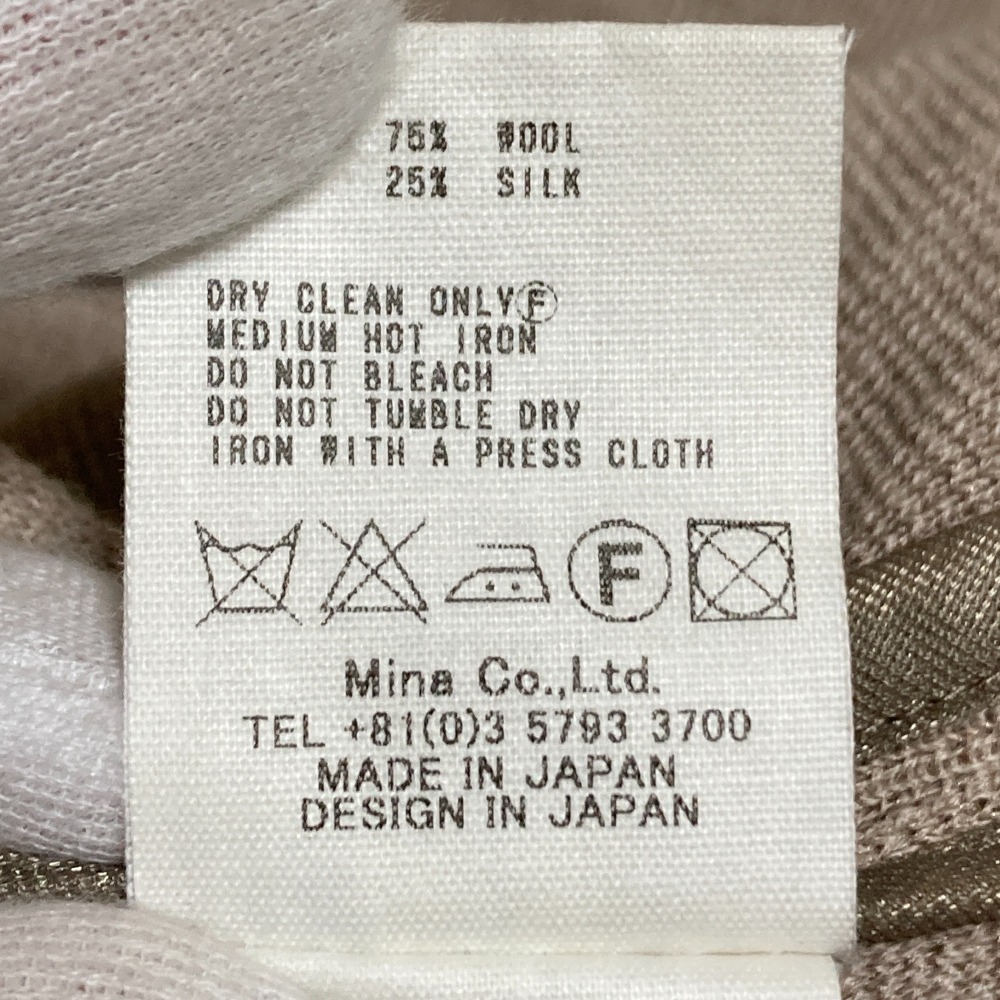 75% WOOL
25% SILK
DRY CLEAN ONLYⒻ
MEDIUM HOT IRON
DO NOT BLEACH
DO NOT TUMBLE DRY
IRON WITH A PRESS CLOTH
F
Mina Co.,Ltd.
TEL +81(0)3 5793 3700
MADE IN JAPAN
DESIGN IN JAPAN